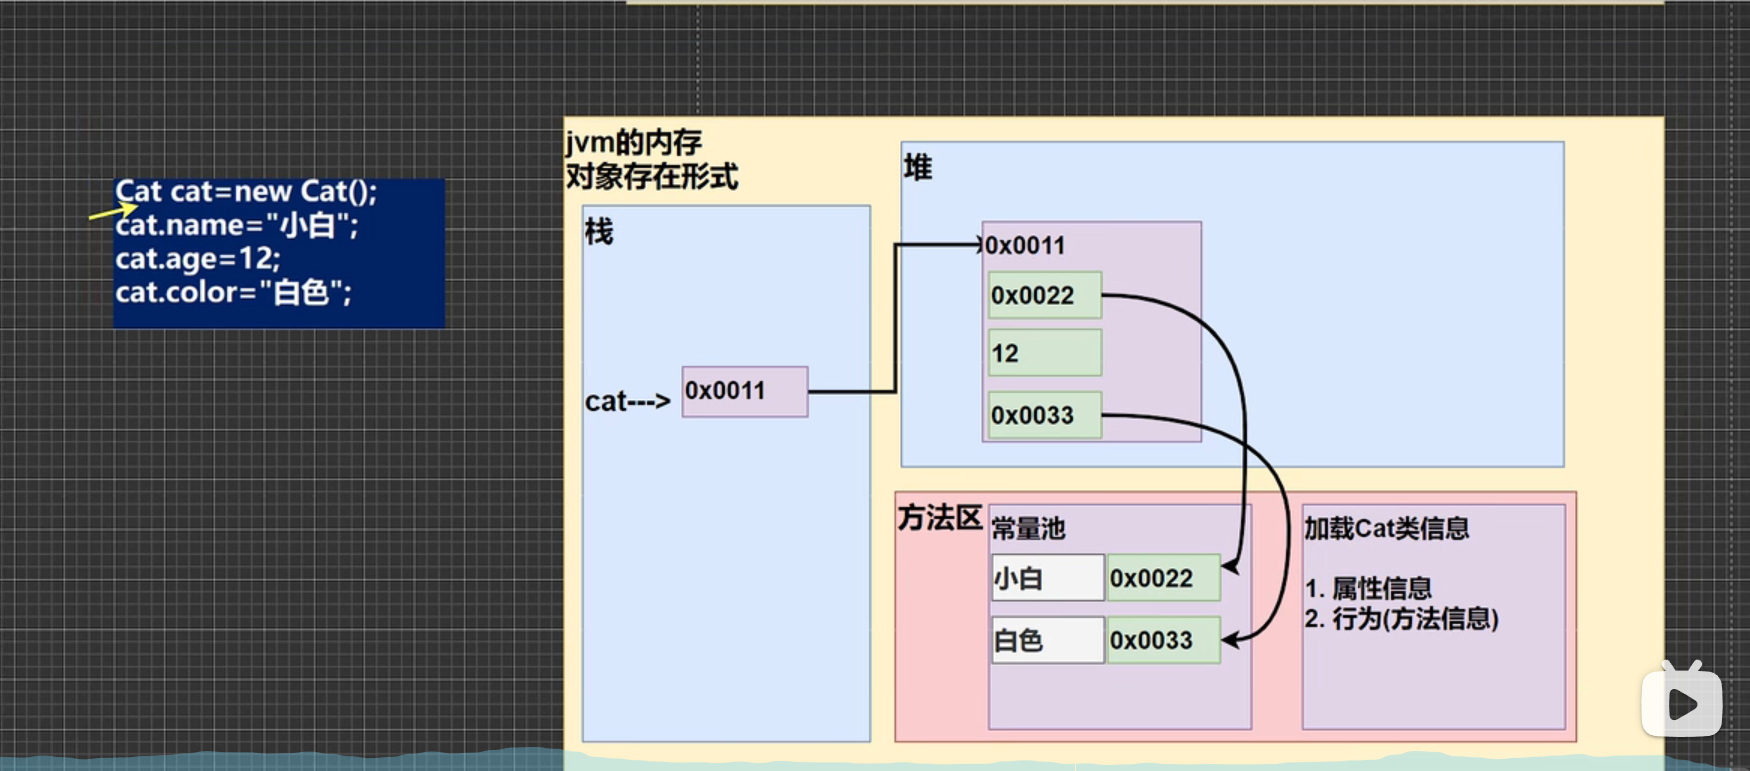 Cat cat=new Cat();
cat.name="小白";
cat.age=12;
cat.color="白色";
jvm的内存
对象存在形式
栈
cat--->
0x0011
堆
0x0011
0x0022
12
0x0033
方法区
常量池
小白
0x0022
白色
0x0033
加载Cat类信息
1. 属性信息
2. 行为(方法信息)